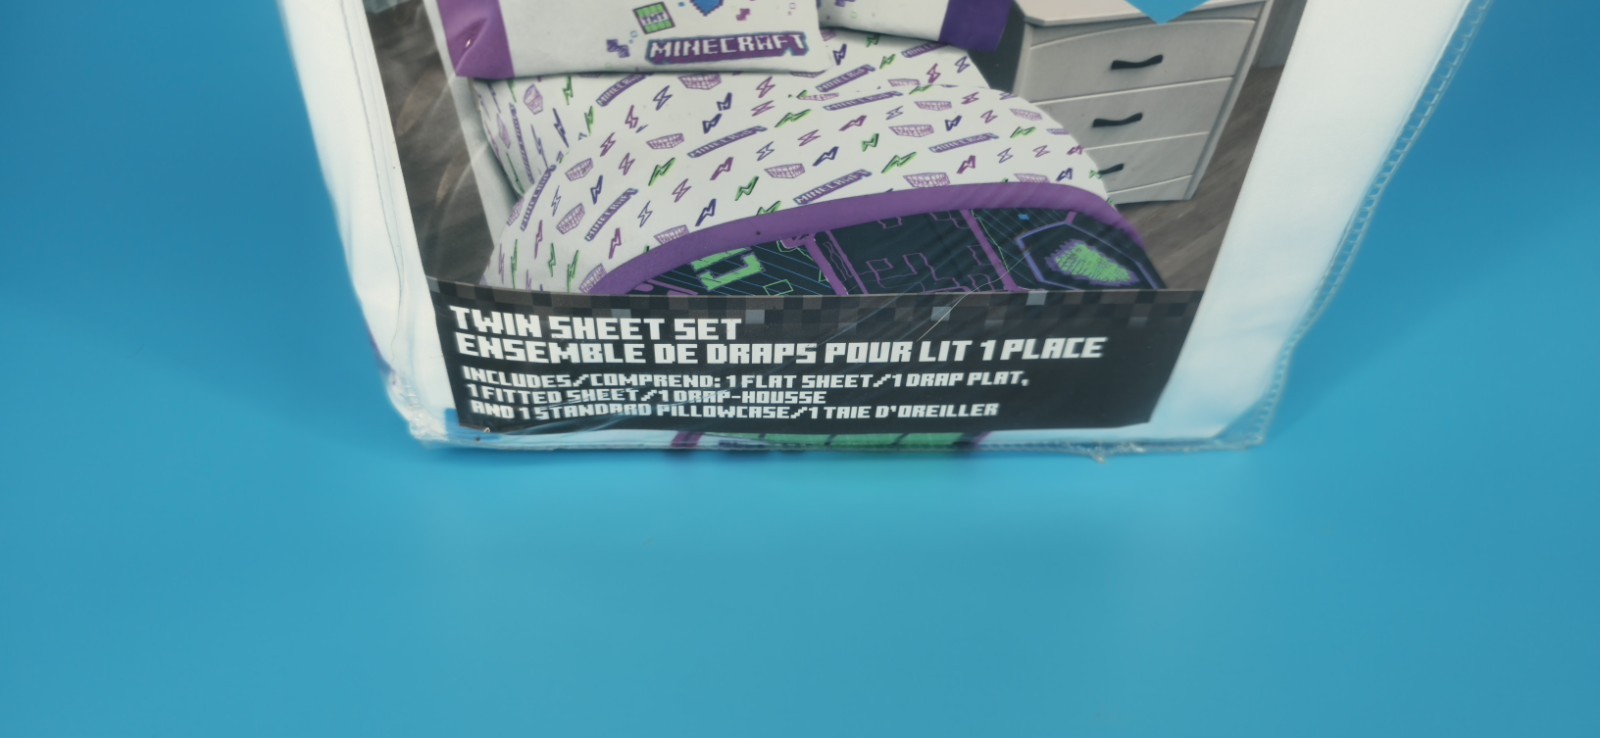 MINECRAFT
TWIN SHEET SET
ENSEMBLE DE DRAPS POUR LIT 1 PLACE
INCLUDES/COMPREND: 1 FLAT SHEET/1 DRAP PLAT,
1 FITTED SHEET/1 DRAP-HOUSSE
AND 1 STANDARD PILLOWCASE/1 TAIE D'OREILLER